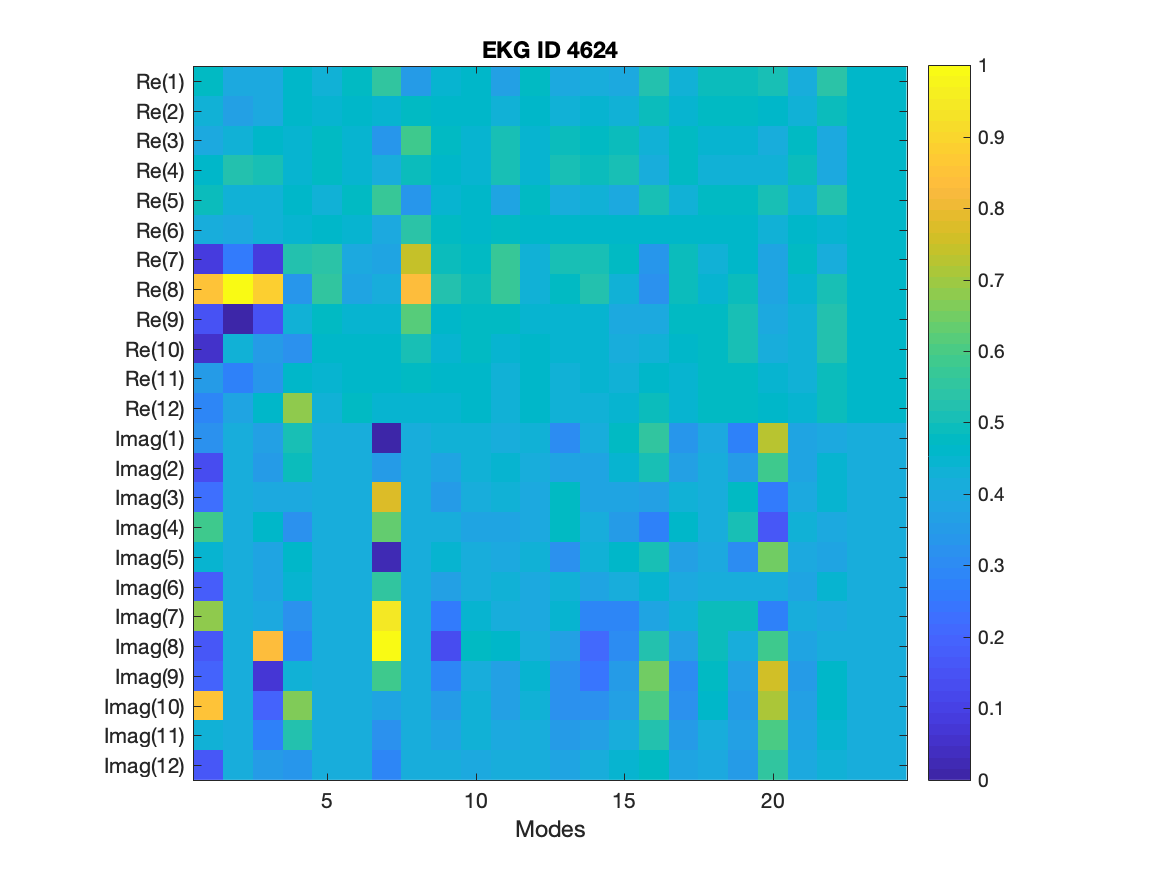 EKG ID 4624
Re(1)
Re(2)
Re(3)
Re(4)
Re(5)
Re(6)
Re(7)
Re(8)
Re(9)
Re(10)
Re(11)
Re(12)
Imag(1)
Imag(2)
Imag(3)
Imag(4)
Imag(5)
Imag(6)
Imag(7)
Imag(8)
Imag(9)
Imag(10)
Imag(11)
Imag(12)
5 10 15 20
Modes
1
0.9
0.8
0.7
0.6
0.5
0.4
0.3
0.2
0.1
0